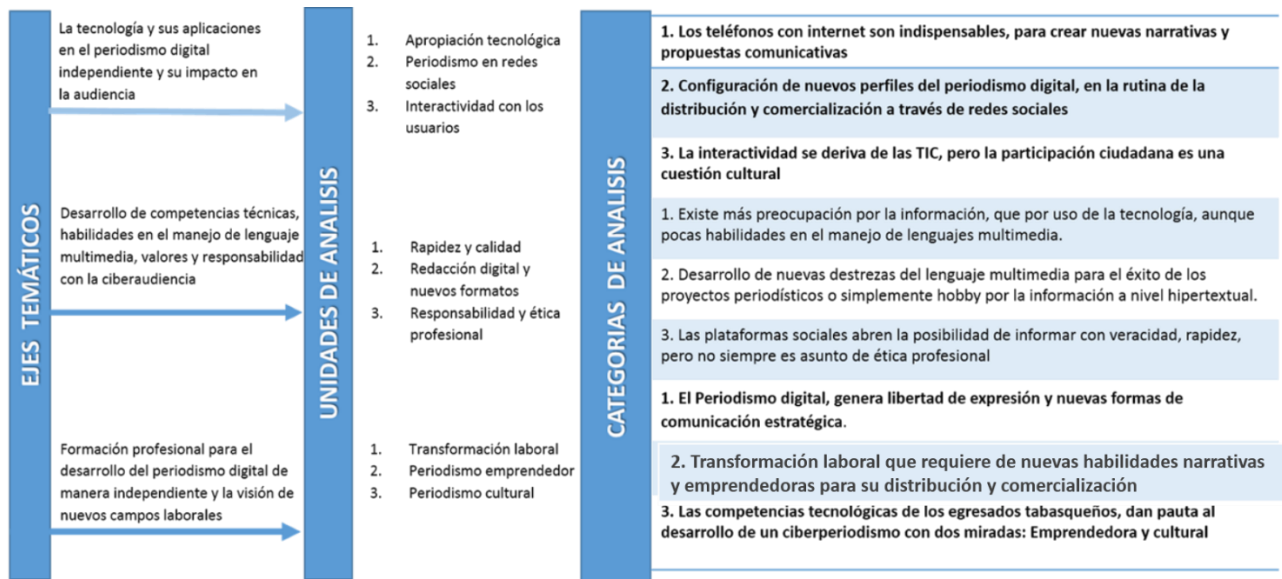 EJES TEMÁTICOS
La tecnología y sus aplicaciones
en el periodismo digital
independiente y su impacto en
la audiencia
Desarrollo de competencias técnicas,
habilidades en el manejo de lenguaje
multimedia, valores y responsabilidad
con la ciberaudiencia
Formación profesional para el
desarrollo del periodismo digital de
manera independiente y la visión de
nuevos campos laborales
UNIDADES DE ANALISIS
1. Apropiación tecnológica
2. Periodismo en redes
sociales
3. Interactividad con los
usuarios
1. Rapidez y calidad
2. Redacción digital y
nuevos formatos
3. Responsabilidad y ética
profesional
1. Transformación laboral
2. Periodismo emprendedor
3. Periodismo cultural
CATEGORIAS DE ANALISIS
1. Los teléfonos con internet son indispensables, para crear nuevas narrativas y
propuestas comunicativas
2. Configuración de nuevos perfiles del periodismo digital, en la rutina de la
distribución y comercialización a través de redes sociales
3. La interactividad se deriva de las TIC, pero la participación ciudadana es una
cuestión cultural
1. Existe más preocupación por la información, que por uso de la tecnología, aunque
pocas habilidades en el manejo de lenguajes multimedia.
2. Desarrollo de nuevas destrezas del lenguaje multimedia para el éxito de los
proyectos periodísticos o simplemente hobby por la información a nivel hipertextual.
3. Las plataformas sociales abren la posibilidad de informar con veracidad, rapidez,
pero no siempre es asunto de ética profesional
1. El Periodismo digital, genera libertad de expresión y nuevas formas de
comunicación estratégica.
2. Transformación laboral que requiere de nuevas habilidades narrativas
y emprendedoras para su distribución y comercialización
3. Las competencias tecnológicas de los egresados tabasqueños, dan pauta al
desarrollo de un ciberperiodismo con dos miradas: Emprendedora y cultural